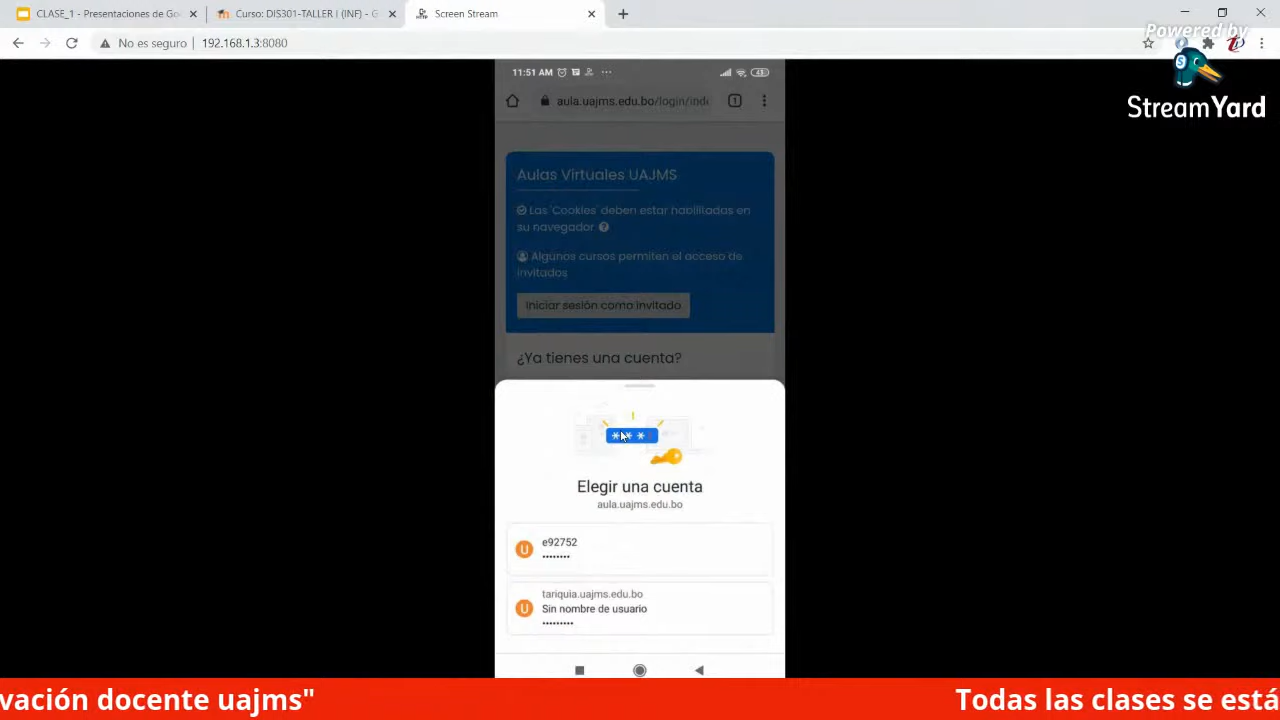 CLASE_1 - Presentaciones de Go
Curso: DIS301-TALLER I (INF) - G
Screen Stream
No es seguro
192.168.1.3:8080
Powered by
StreamYard
11:51 AM
43
aula.uajms.edu.bo/login/inde
1
Aulas Virtuales UAJMS
Las 'Cookies' deben estar habilitadas en
su navegador
Algunos cursos permiten el acceso de
invitados
Iniciar sesión como invitado
¿Ya tienes una cuenta?
Elegir una cuenta
aula.uajms.edu.bo
U
e92752
••••••••
tariquia.uajms.edu.bo
U
Sin nombre de usuario
•••••••••
vación docente uajms"
Todas las clases se está